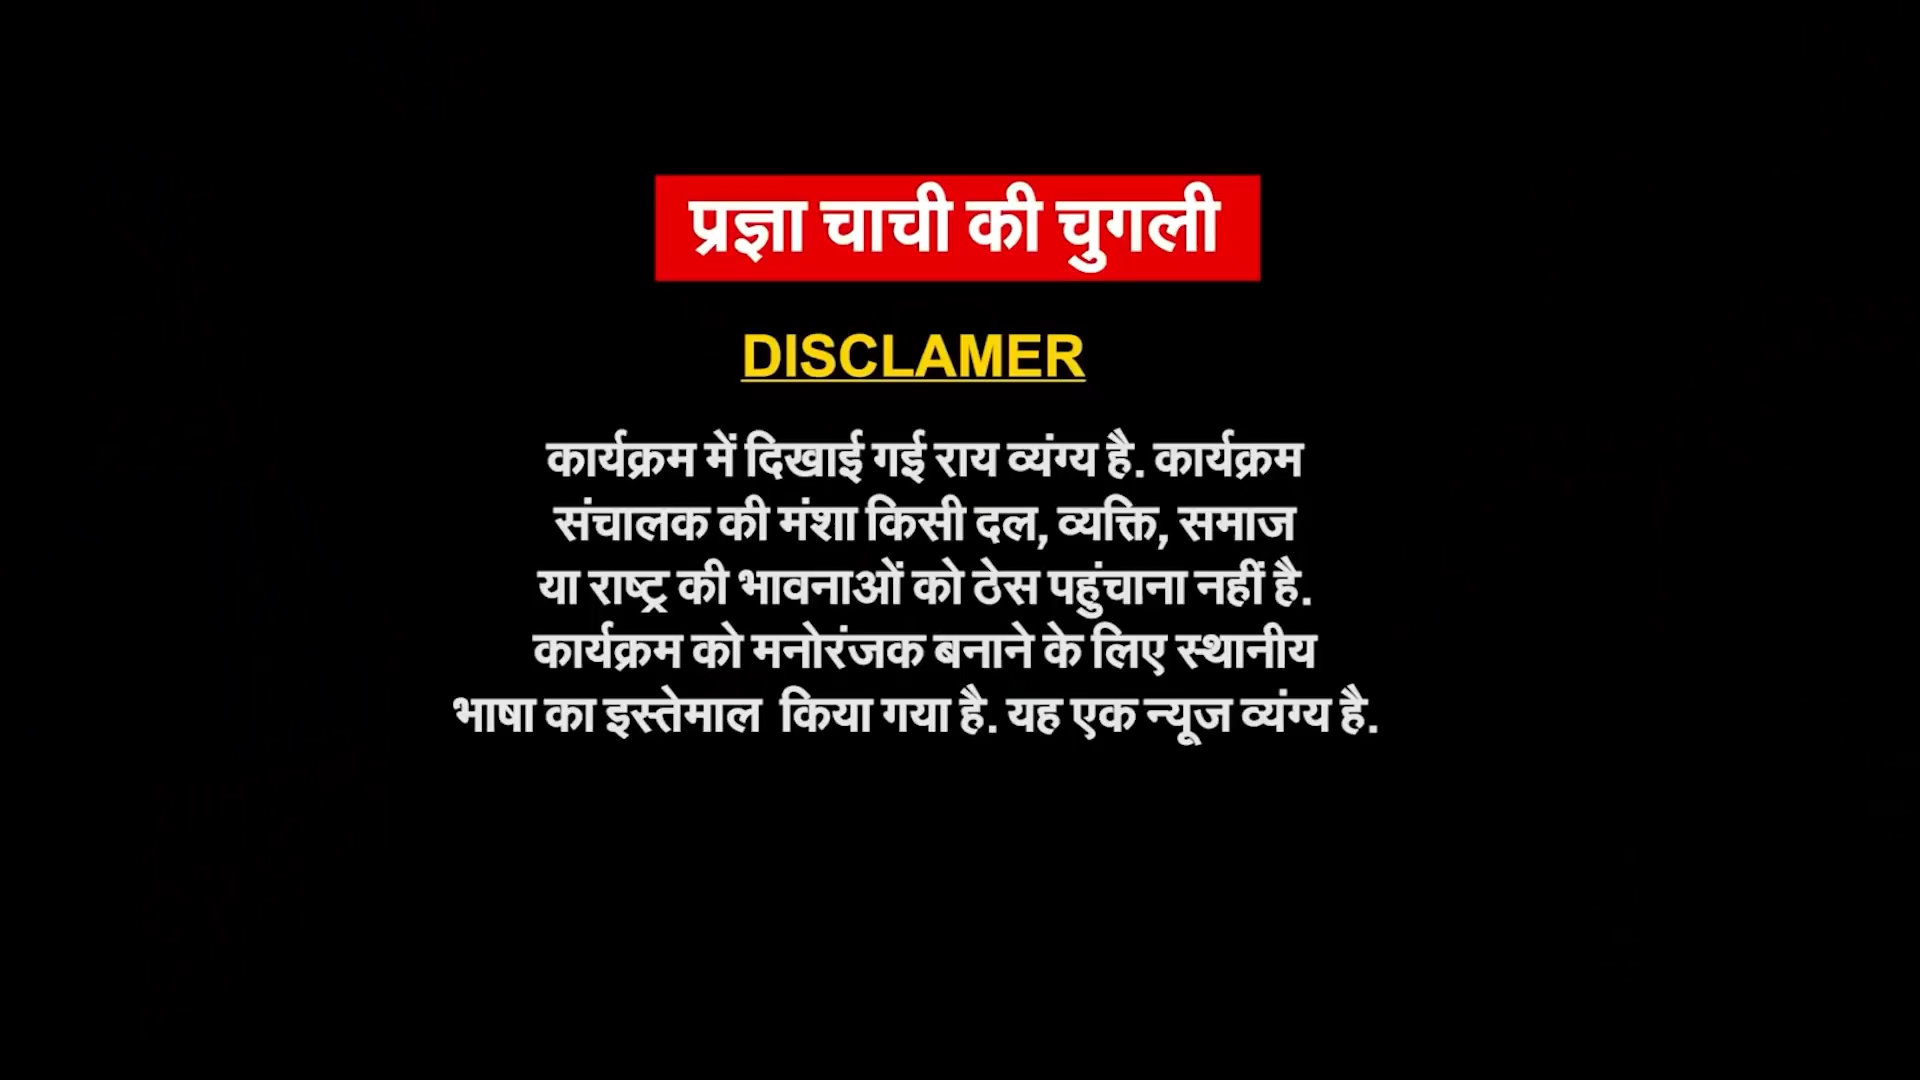 प्रज्ञा चाची की चुगली
DISCLAMER
कार्यक्रम में दिखाई गई राय व्यंग्य है. कार्यक्रम
संचालक की मंशा किसी दल, व्यक्ति, समाज
या राष्ट्र की भावनाओं को ठेस पहुंचाना नहीं है.
कार्यक्रम को मनोरंजक बनाने के लिए स्थानीय
भाषा का इस्तेमाल किया गया है. यह एक न्यूज व्यंग्य है.